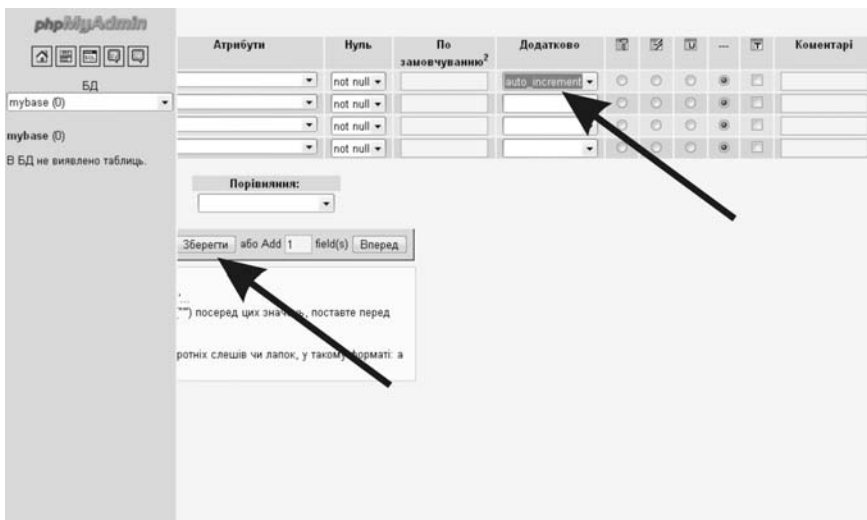 phpMyAdmin
БД
mybase (0)
mybase (0)
В БД не виявлено таблиць.
Атрибути Нуль По замовчуванню2 Додатково --- Коментарі
not null auto_increment
not null
not null
not null
Порівняння:
Зберегти або Add 1 field(s) Вперед
'...
("") посеред цих значень, поставте перед
ротніх слешів чи лапок, у такому форматі: a